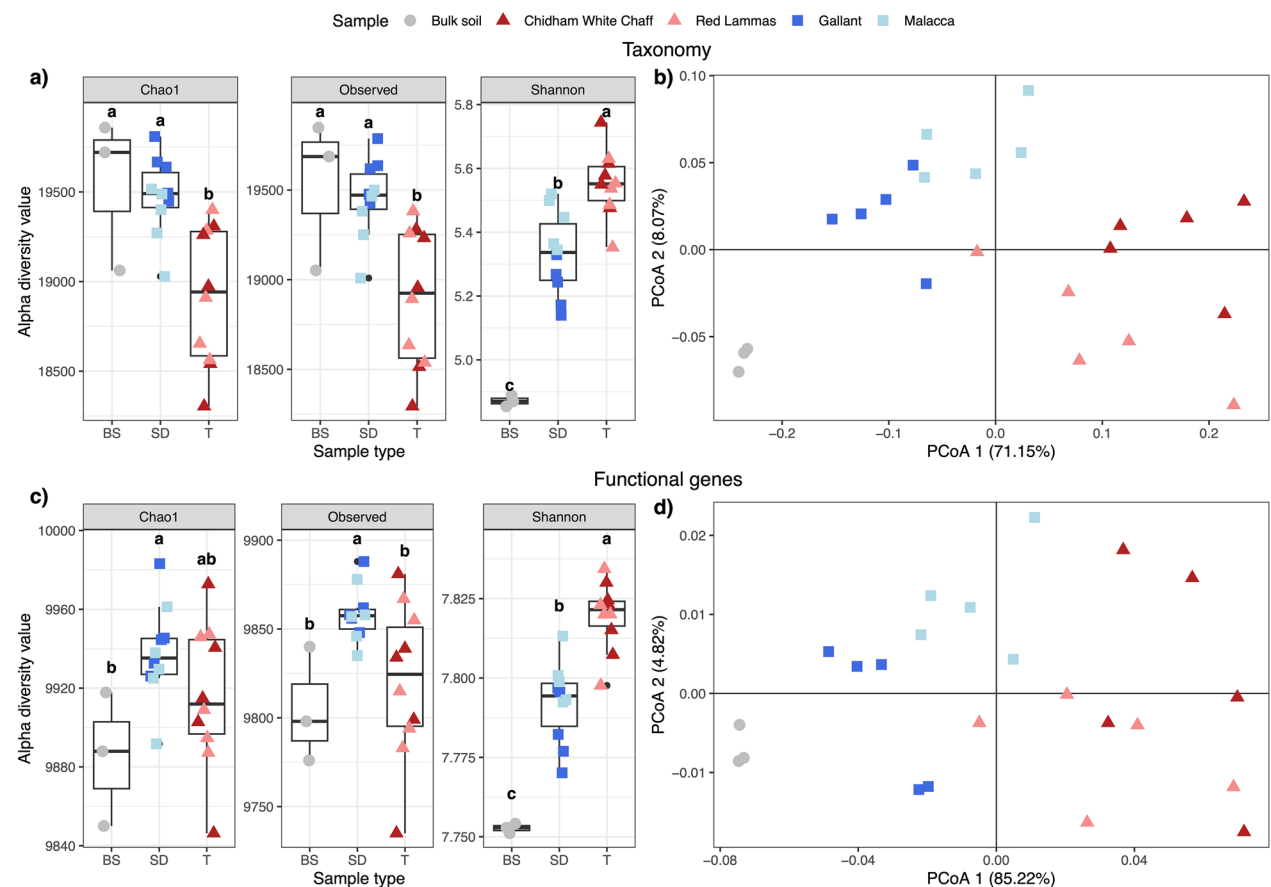 Sample Bulk soil Chidham White Chaff Red Lammas Gallant Malacca
Taxonomy
a)
Chao1 Observed Shannon
Alpha diversity value
19500
19000
18500
a a b
BS SD T
19500
19000
18500
a a b
BS SD T
5.8
5.6
5.4
5.2
5.0
c b a
BS SD T
Sample type
b)
PCoA 2 (8.07%)
0.10
0.05
0.00
−0.05
−0.2 −0.1 0.0 0.1 0.2
PCoA 1 (71.15%)
Functional genes
c)
Chao1 Observed Shannon
Alpha diversity value
10000
9960
9920
9880
9840
b a ab
BS SD T
9900
9850
9800
9750
b a b
BS SD T
7.825
7.800
7.775
7.750
c b a
BS SD T
Sample type
d)
PCoA 2 (4.82%)
0.02
0.01
0.00
−0.01
−0.08 −0.04 0.00 0.04
PCoA 1 (85.22%)